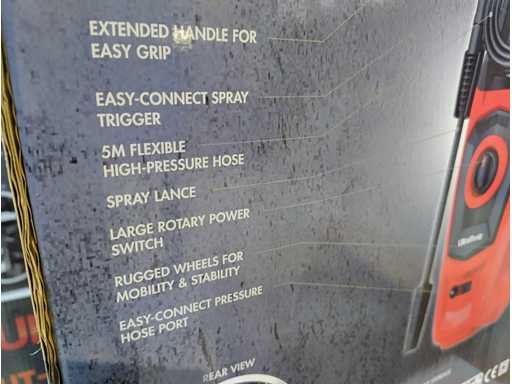 EXTENDED HANDLE FOR
EASY GRIP
EASY-CONNECT SPRAY
TRIGGER
5M FLEXIBLE
HIGH-PRESSURE HOSE
SPRAY LANCE
LARGE ROTARY POWER
SWITCH
RUGGED WHEELS FOR
MOBILITY & STABILITY
EASY-CONNECT PRESSURE
HOSE PORT
REAR VIEW
CE